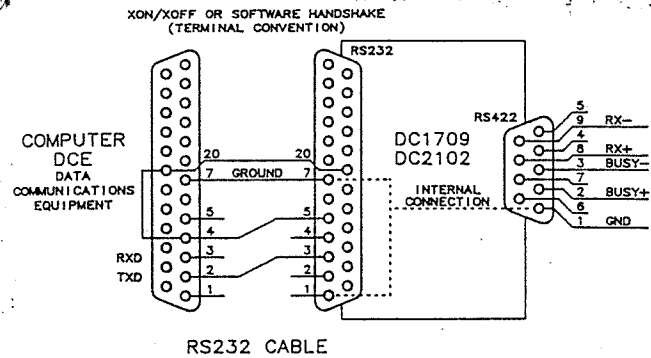 XON/XOFF OR SOFTWARE HANDSHAKE
(TERMINAL CONVENTION)
RS232
COMPUTER
DCE
DATA
COMMUNICATIONS
EQUIPMENT
20
20
7
GROUND
7
5
5
4
4
RXD
3
3
TXD
2
2
1
1
DC1709
DC2102
INTERNAL
CONNECTION
RS422
5
9
RX-
4
8
RX+
3
BUSY-
7
2
BUSY+
6
1
GND
RS232 CABLE